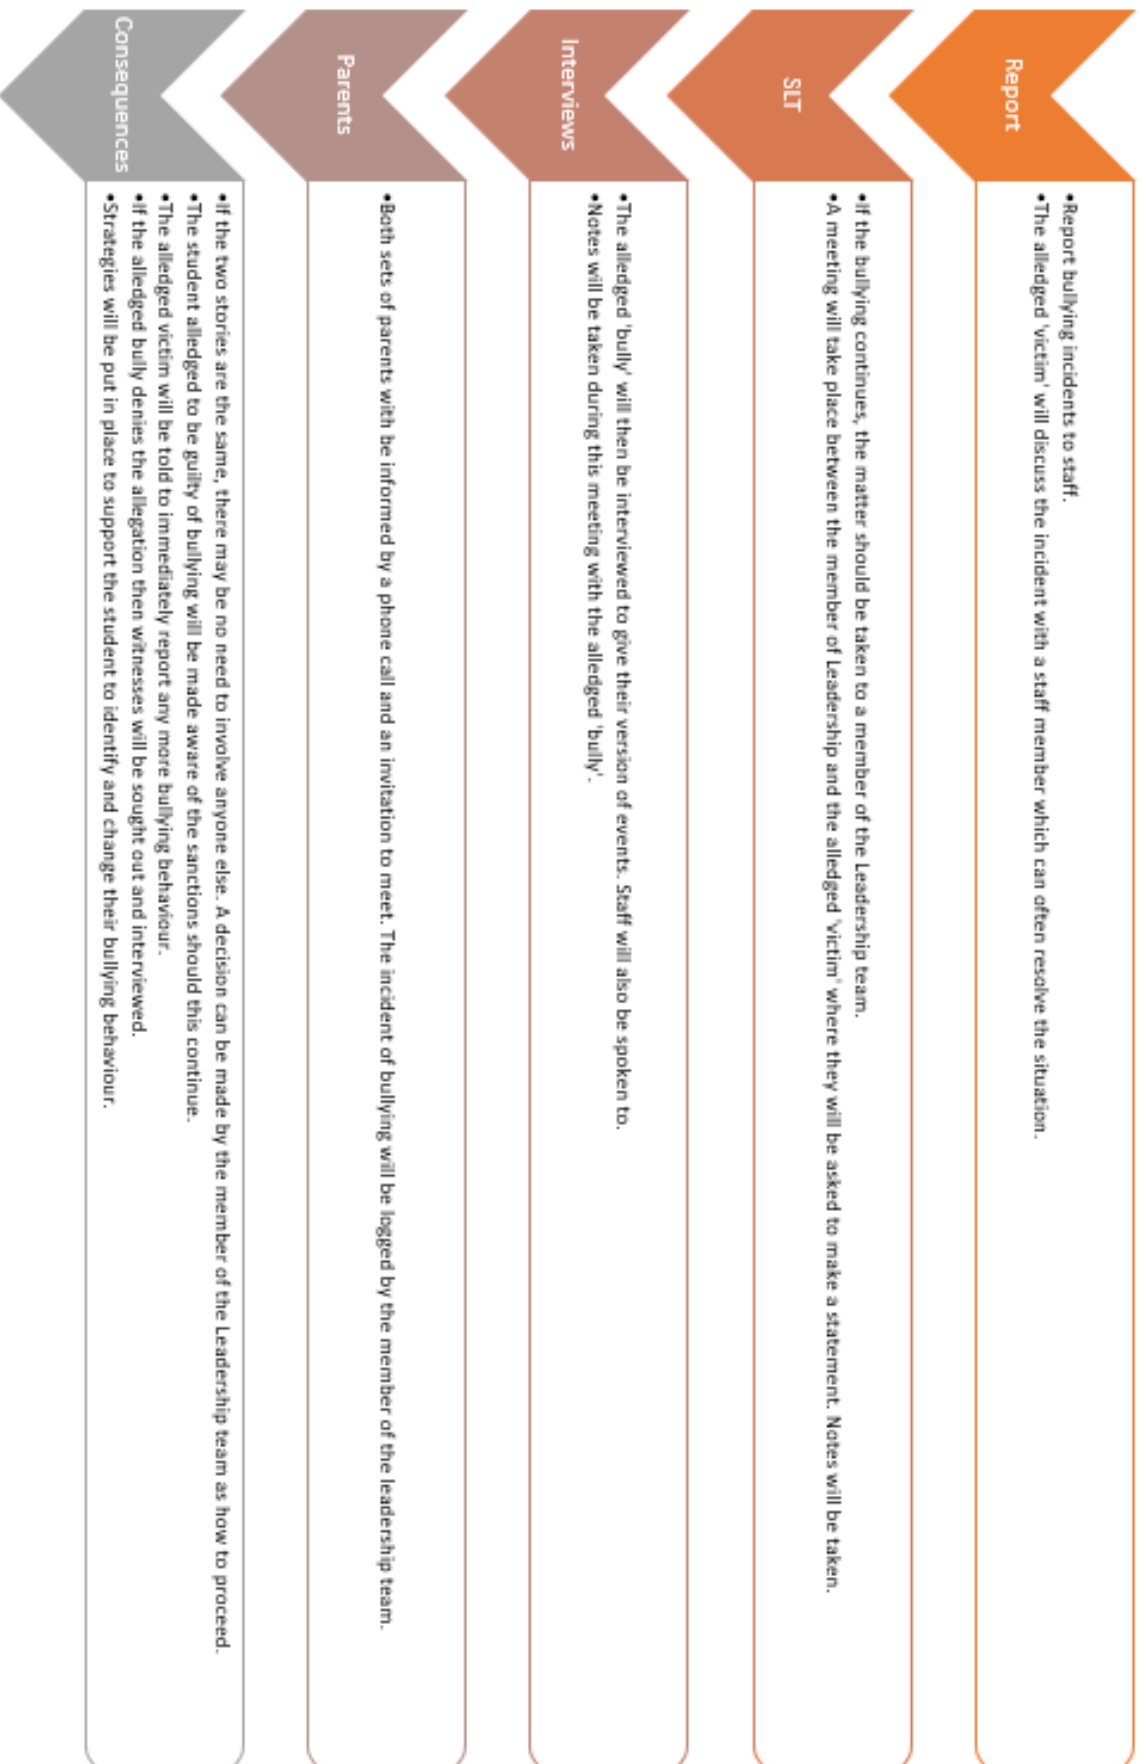 Report
•Report bullying incidents to staff.
•The alledged 'victim' will discuss the incident with a staff member which can often resolve the situation.
SLT
•If the bullying continues, the matter should be taken to a member of the Leadership team.
•A meeting will take place between the member of Leadership and the alledged 'victim' where they will be asked to make a statement. Notes will be taken.
Interviews
•The alledged 'bully' will then be interviewed to give their version of events. Staff will also be spoken to.
•Notes will be taken during this meeting with the alledged 'bully'.
Parents
•Both sets of parents with be informed by a phone call and an invitation to meet. The incident of bullying will be logged by the member of the leadership team.
Consequences
•If the two stories are the same, there may be no need to involve anyone else. A decision can be made by the member of the Leadership team as how to proceed.
•The student alledged to be guilty of bullying will be made aware of the sanctions should this continue.
•The alledged victim will be told to immediately report any more bullying behaviour.
•If the alledged bully denies the allegation then witnesses will be sought out and interviewed.
•Strategies will be put in place to support the student to identify and change their bullying behaviour.